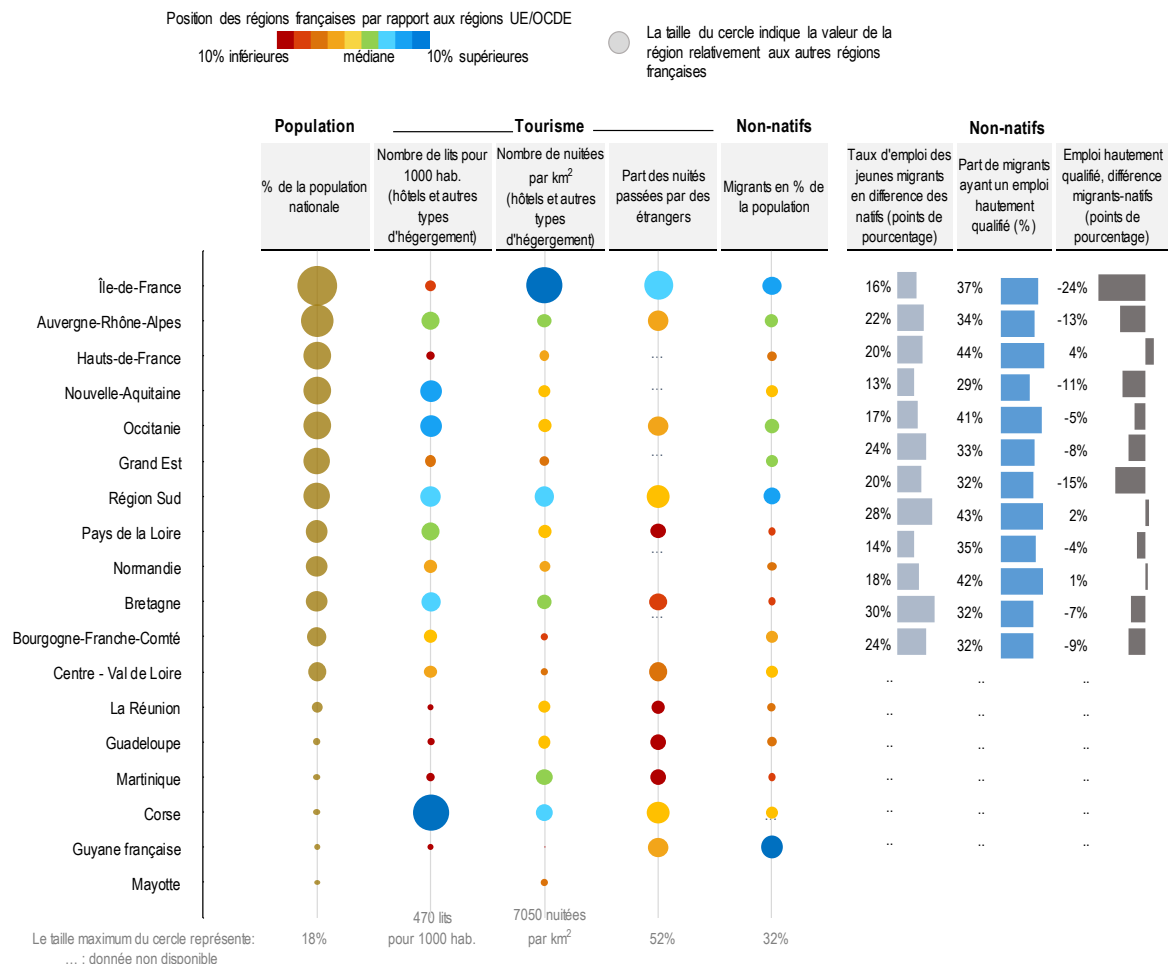 Position des régions françaises par rapport aux régions UE/OCDE
10% inférieures médiane 10% supérieures
La taille du cercle indique la valeur de la
région relativement aux autres régions
françaises
Population Tourisme Non-natifs Non-natifs
% de la population
nationale
Nombre de lits pour
1000 hab.
(hôtels et autres
types
d'hégergement)
Nombre de nuitées
par km²
(hôtels et autres
types
d'hégergement)
Part des nuités
passées par des
étrangers
Migrants en % de
la population
Taux d'emploi des
jeunes migrants
en difference des
natifs (points de
pourcentage)
Part de migrants
ayant un emploi
hautement
qualifié (%)
Emploi hautement
qualifié, différence
migrants-natifs
(points de
pourcentage)
Île-de-France 16% 37% -24%
Auvergne-Rhône-Alpes 22% 34% -13%
Hauts-de-France ... 20% 44% 4%
Nouvelle-Aquitaine ... 13% 29% -11%
Occitanie 17% 41% -5%
Grand Est ... 24% 33% -8%
Région Sud 20% 32% -15%
Pays de la Loire 28% 43% 2%
Normandie ... 14% 35% -4%
Bretagne 18% 42% 1%
Bourgogne-Franche-Comté ... 30% 32% -7%
Centre - Val de Loire 24% 32% -9%
La Réunion .. .. ..
Guadeloupe .. .. ..
Martinique .. .. ..
Corse ... .. .. ..
Guyane française .. .. ..
Mayotte .. .. ..
Le taille maximum du cercle représente:
18%
470 lits
pour 1000 hab.
7050 nuitées
par km²
52%
32%
... : donnée non disponible